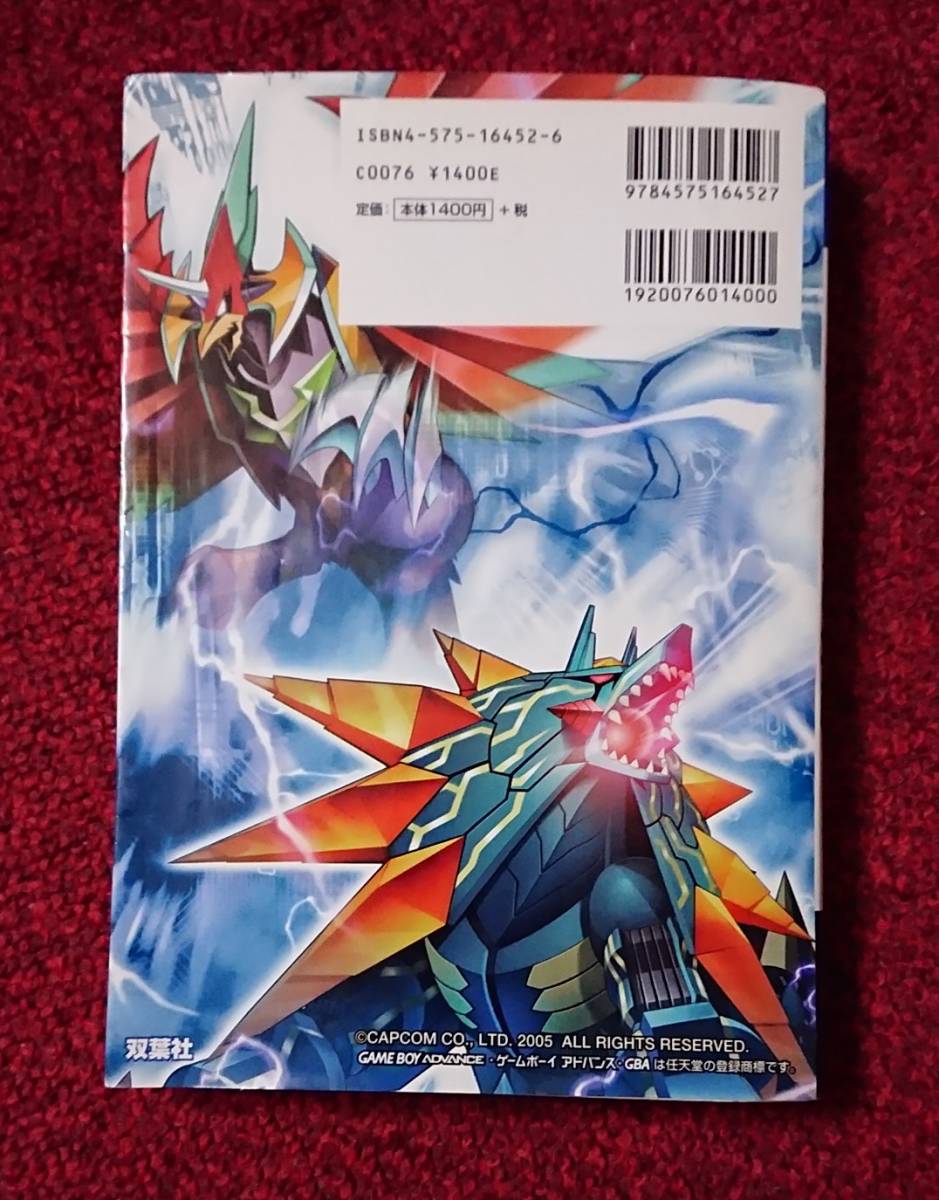 ISBN4-575-16452-6
C0076 ¥1400E
定価: 本体1400円 + 税
9784575164527
1920076014000
双葉社
©CAPCOM CO., LTD. 2005 ALL RIGHTS RESERVED.
GAME BOY ADVANCE・ゲームボーイ アドバンス・GBA は任天堂の登録商標です。